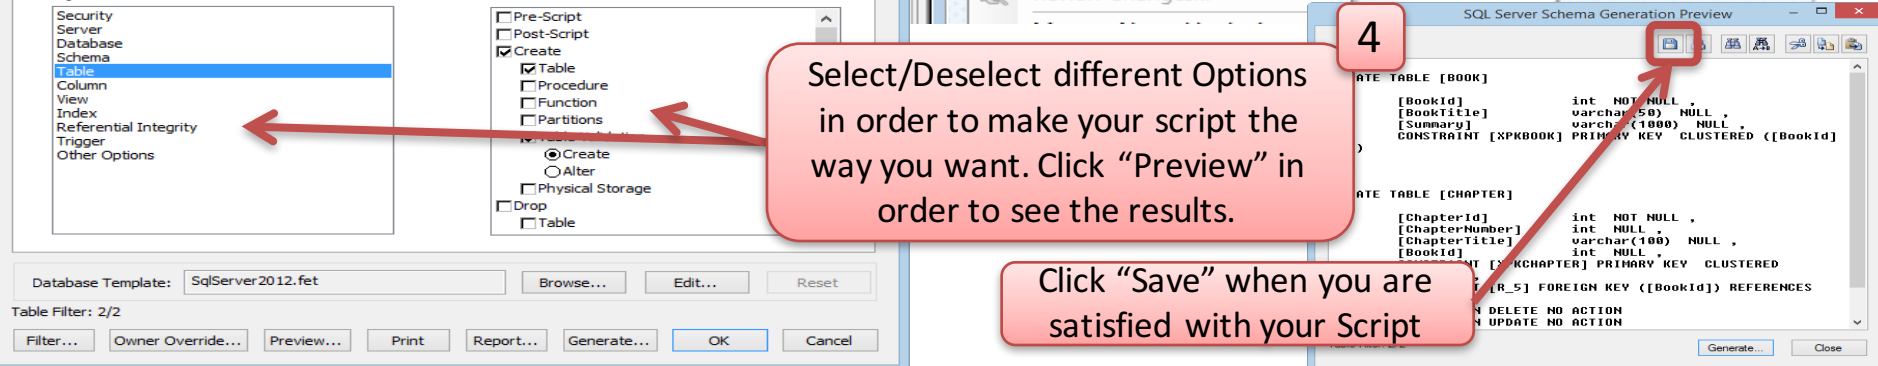 Security
Server
Database
Schema
Table
Column
View
Index
Referential Integrity
Trigger
Other Options
Pre-Script
Post-Script
Create
Table
Procedure
Function
Partitions
Create
Alter
Physical Storage
Drop
Table
Database Template: SqlServer2012.fet Browse... Edit... Reset
Table Filter: 2/2
Filter... Owner Override... Preview... Print Report... Generate... OK Cancel
Select/Deselect different Options
in order to make your script the
way you want. Click “Preview” in
order to see the results.
4
SQL Server Schema Generation Preview
ATE TABLE [BOOK]
[BookId] int NOT NULL ,
[BookTitle] varchar(50) NULL ,
[Summary] varchar(1000) NULL ,
CONSTRAINT [XPKBOOK] PRIMARY KEY CLUSTERED ([BookId]
)
ATE TABLE [CHAPTER]
[ChapterId] int NOT NULL ,
[ChapterNumber] int NULL ,
[ChapterTitle] varchar(100) NULL ,
[BookId] int NULL ,
PRIMARY KEY CLUSTERED
[R_5] FOREIGN KEY ([BookId]) REFERENCES
DELETE NO ACTION
UPDATE NO ACTION
Click “Save” when you are
satisfied with your Script
Generate... Close